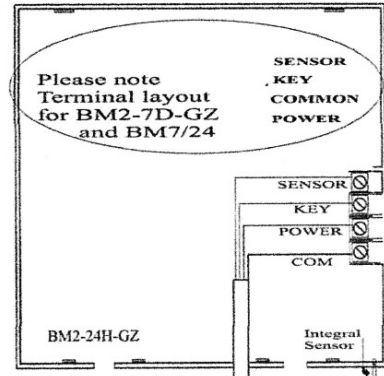 Please note
Terminal layout
for BM2-7D-GZ
and BM7/24
SENSOR
KEY
COMMON
POWER
SENSOR
KEY
POWER
COM
BM2-24H-GZ
Integral
Sensor